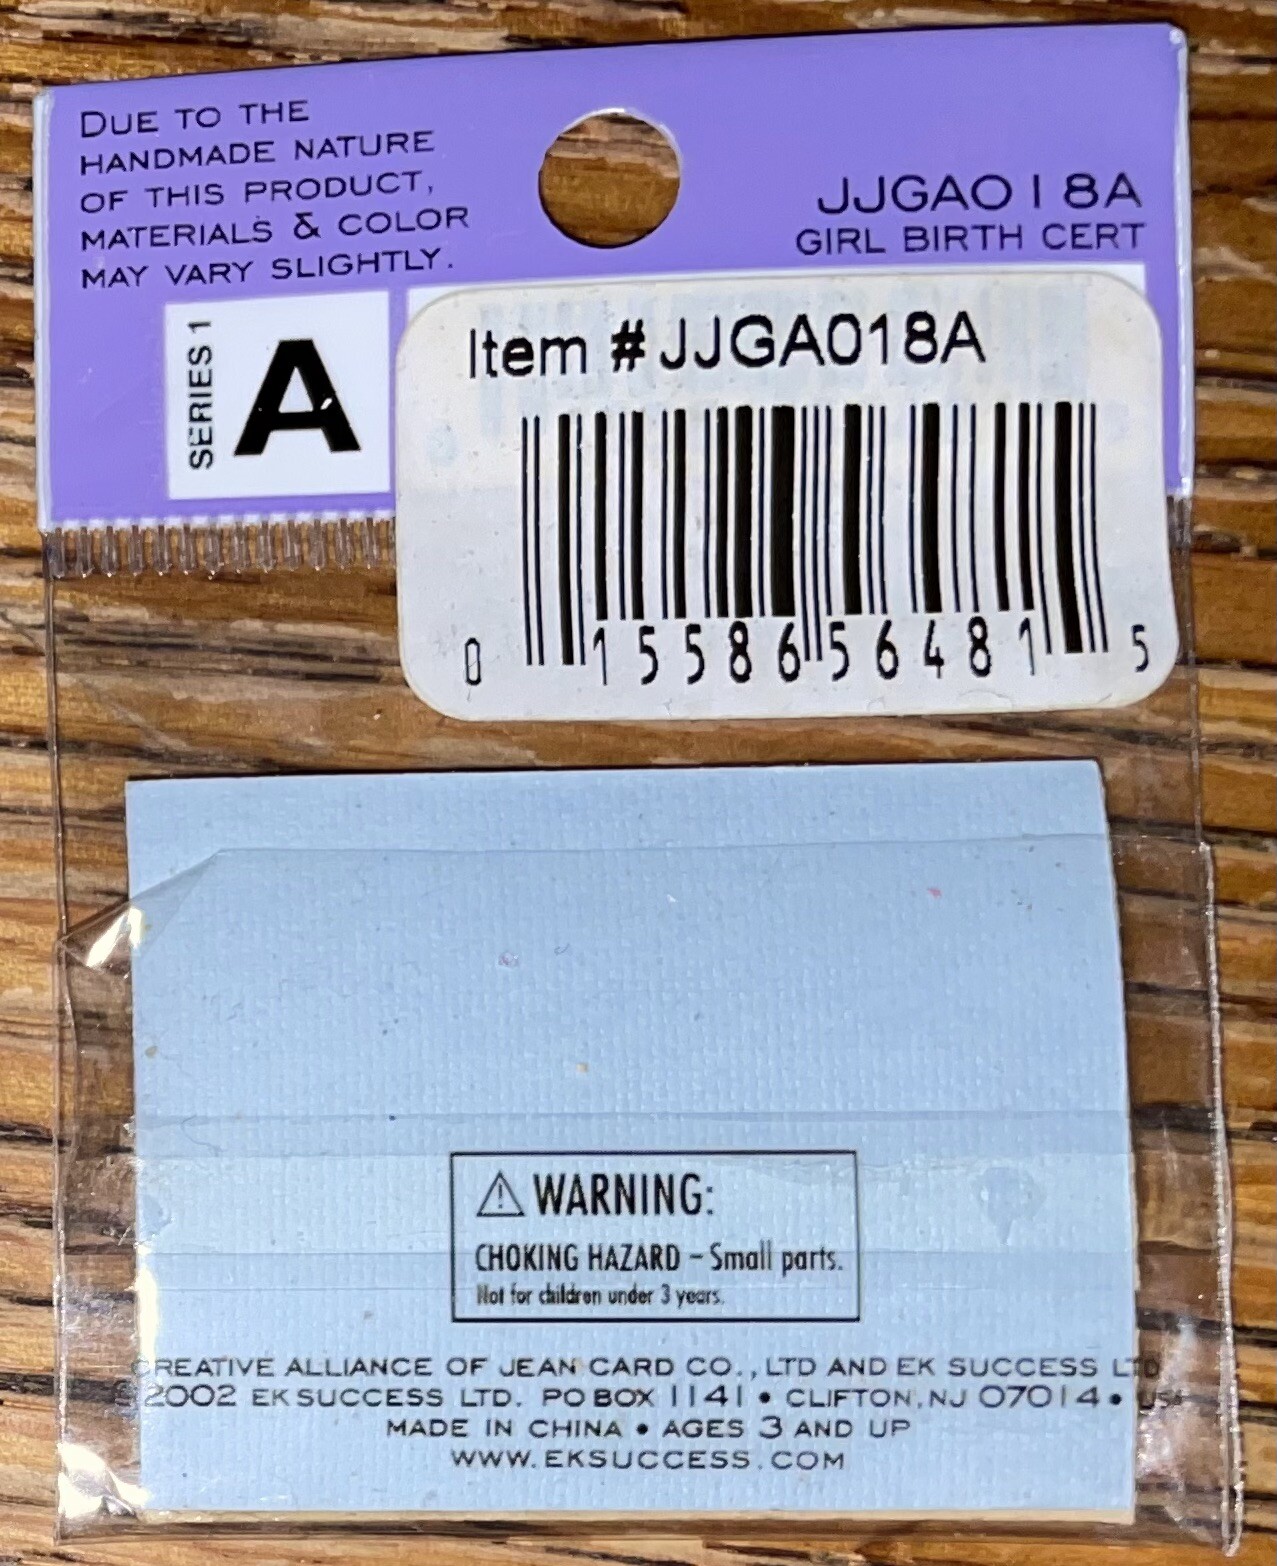 DUE TO THE
HANDMADE NATURE
OF THIS PRODUCT,
MATERIALS & COLOR
MAY VARY SLIGHTLY.
JJGA018A
GIRL BIRTH CERT
SERIES 1
A
Item #JJGA018A
0 15586 56481 5
⚠ WARNING:
CHOKING HAZARD – Small parts.
Not for children under 3 years.
CREATIVE ALLIANCE OF JEAN CARD CO., LTD AND EK SUCCESS LTD
©2002 EK SUCCESS LTD. PO BOX 1141 • CLIFTON, NJ 07014 • USA
MADE IN CHINA • AGES 3 AND UP
WWW.EKSUCCESS.COM